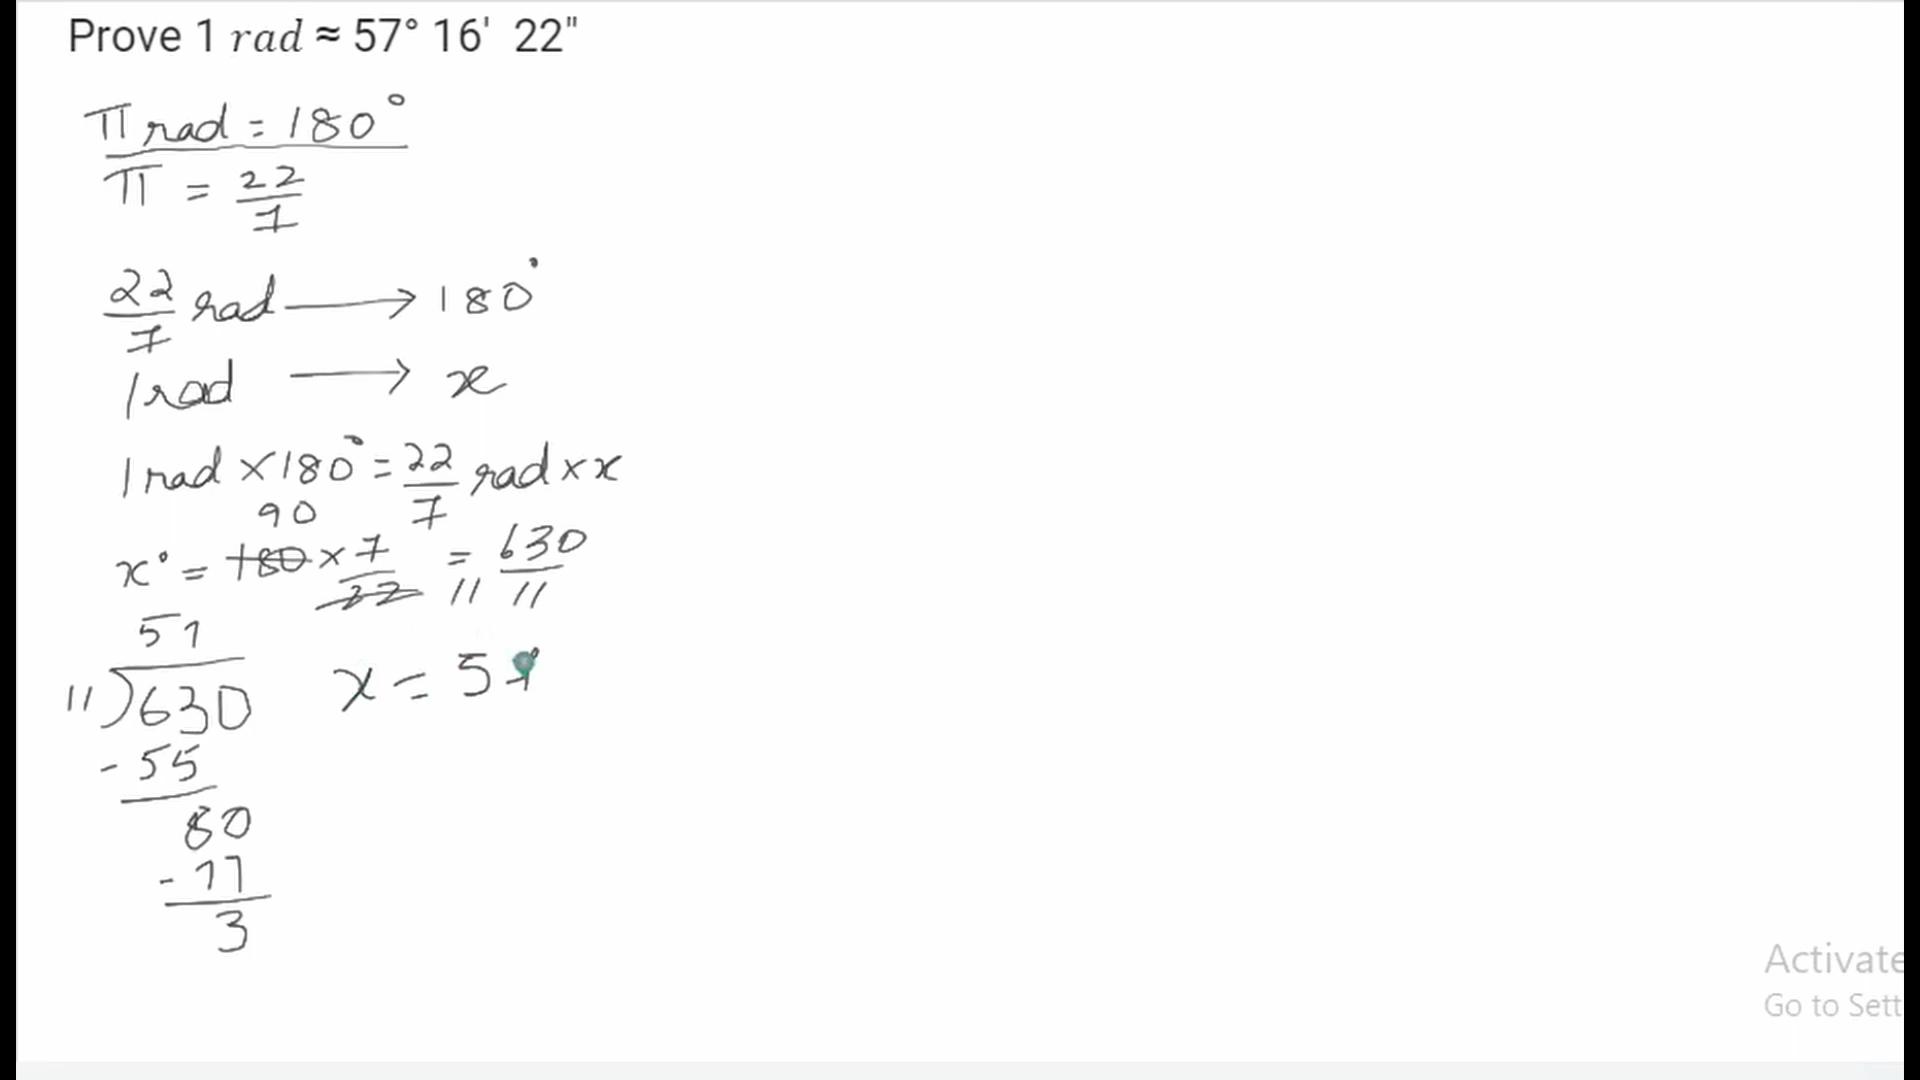 Prove 1 rad ≈ 57° 16' 22"
π rad = 180°
π = 22/7
22/7 rad → 180°
1 rad → x
1 rad × 180° = 22/7 rad × x
90
x° = 180 × 7/22 11 = 630/11
57
11)630
x = 57
- 55
80
- 77
3
Activate
Go to Sett